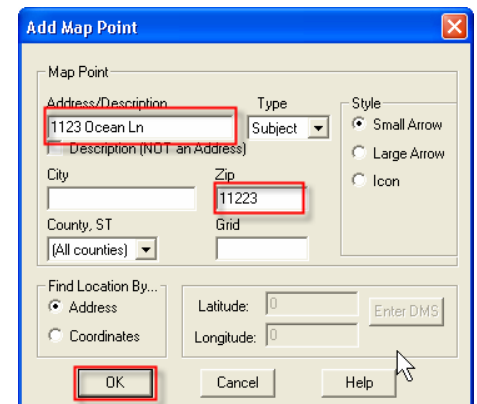 Add Map Point
Map Point
Address/Description Type Style
1123 Ocean Ln Subject Small Arrow
Description (NOT an Address) Large Arrow
City Zip Icon
11223
County, ST Grid
(All counties)
Find Location By...
Address Latitude: 0 Enter DMS
Coordinates Longitude: 0
OK Cancel Help